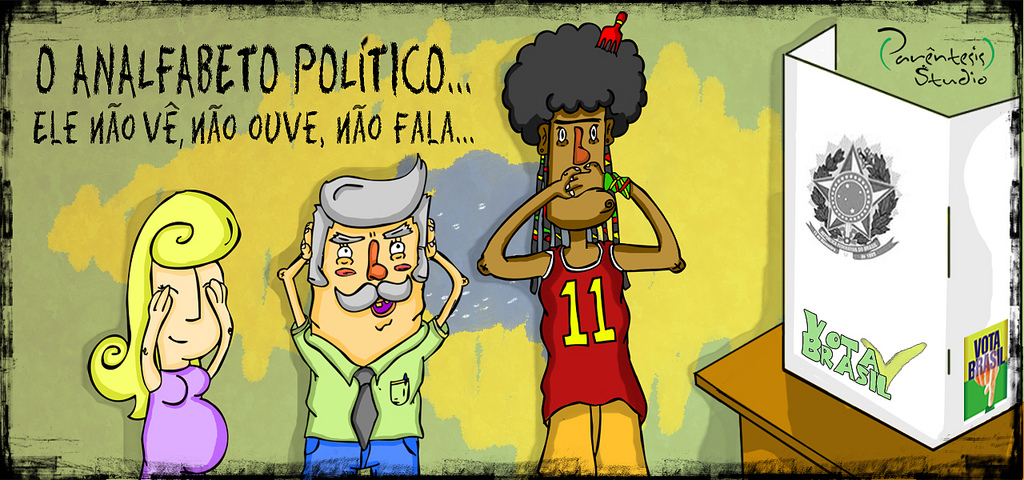 O ANALFABETO POLÍTICO...
ELE NÃO VÊ, NÃO OUVE, NÃO FALA...
(Parêntesis)
Studio
11
VOTA
BRASIL
VOTA
BRASIL